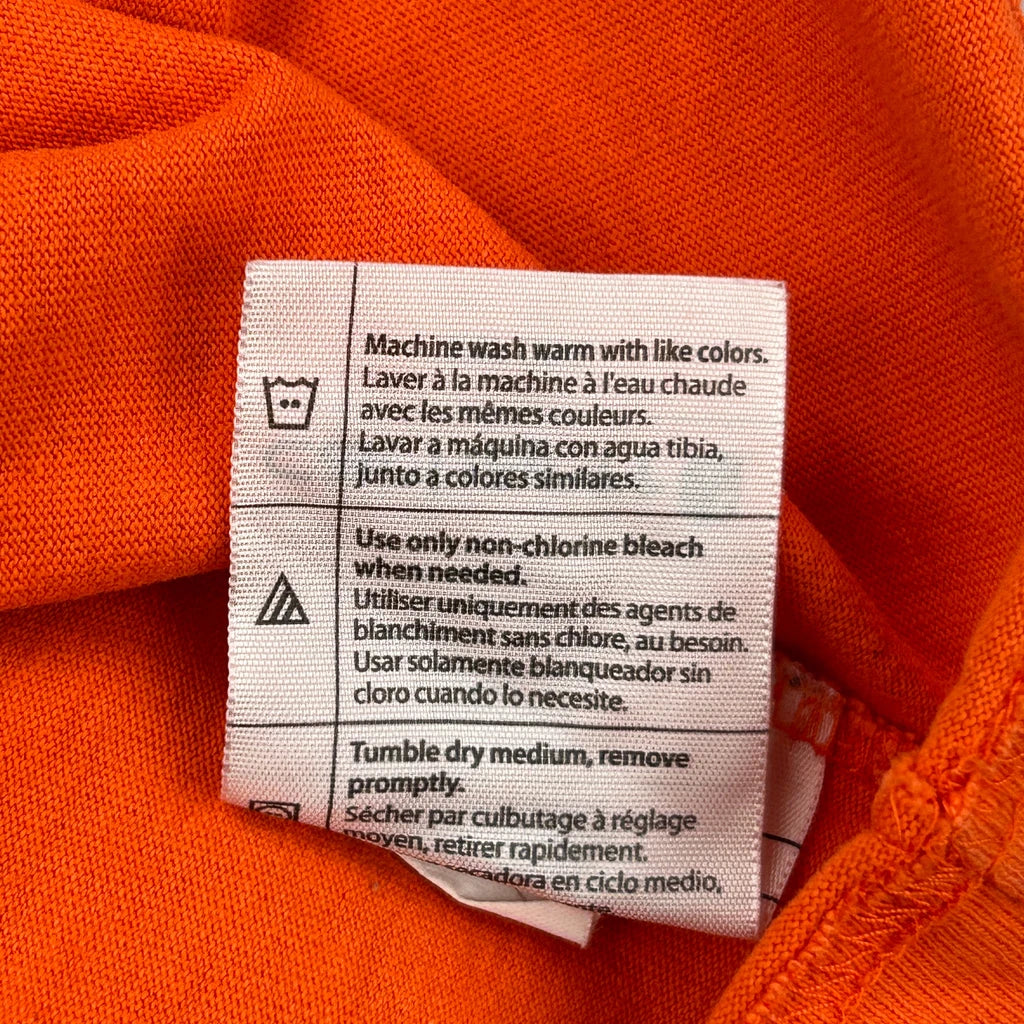 Machine wash warm with like colors.
Laver à la machine à l'eau chaude
avec les mêmes couleurs.
Lavar a máquina con agua tibia,
junto a colores similares.
Use only non-chlorine bleach
when needed.
Utiliser uniquement des agents de
blanchiment sans chlore, au besoin.
Usar solamente blanqueador sin
cloro cuando lo necesite.
Tumble dry medium, remove
promptly.
Sécher par culbutage à réglage
moyen, retirer rapidement.
en ciclo medio,